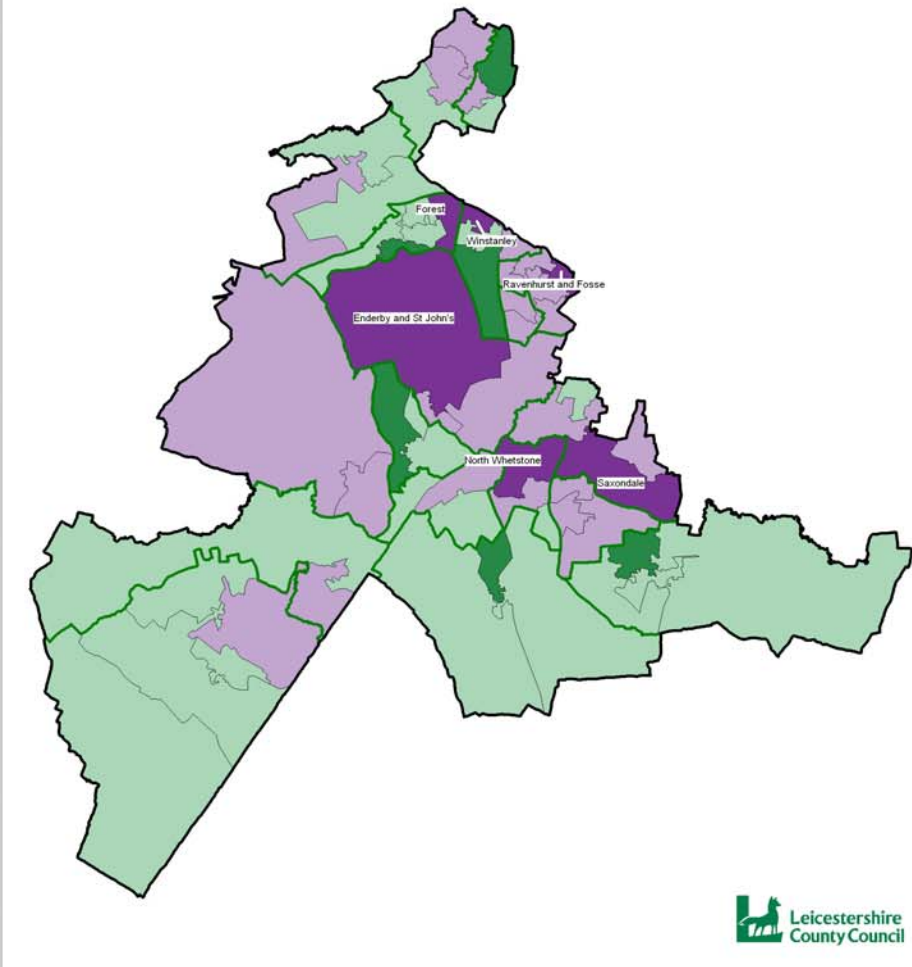 Forest
Winstanley
Ravenhurst and Fosse
Enderby and St John's
North Whetstone
Saxondale
Leicestershire
County Council